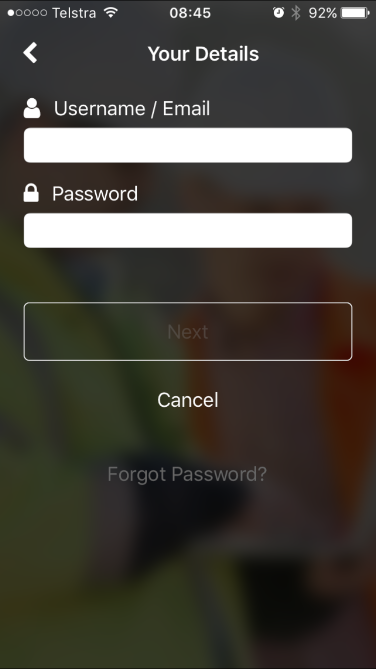 Telstra 08:45 92%
Your Details
Username / Email
Password
Next
Cancel
Forgot Password?